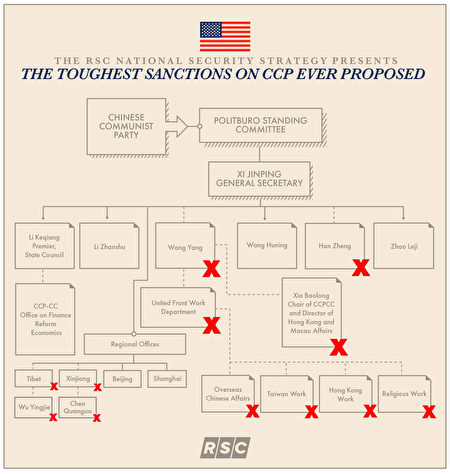 THE RSC NATIONAL SECURITY STRATEGY PRESENTS
THE TOUGHEST SANCTIONS ON CCP EVER PROPOSED
CHINESE
COMMUNIST
PARTY
POLITBURO STANDING
COMMITTEE
XI JINPING
GENERAL SECRETARY
Li Keqiang
Premier,
State Council
Li Zhanshu
Wang Yang
Wang Huning
Han Zheng
Zhao Leji
CCP-CC
Office on Finance
Reform
Economics
United Front Work
Department
Xia Baolong
Chair of CCPCC
and Director of
Hong Kong and
Macau Affairs
Regional Offices
Tibet
Xinjiang
Beijing
Shanghai
Wu Yingjie
Chen
Quanguo
Overseas
Chinese Affairs
Taiwan Work
Hong Kong
Work
Religious Work
RSC